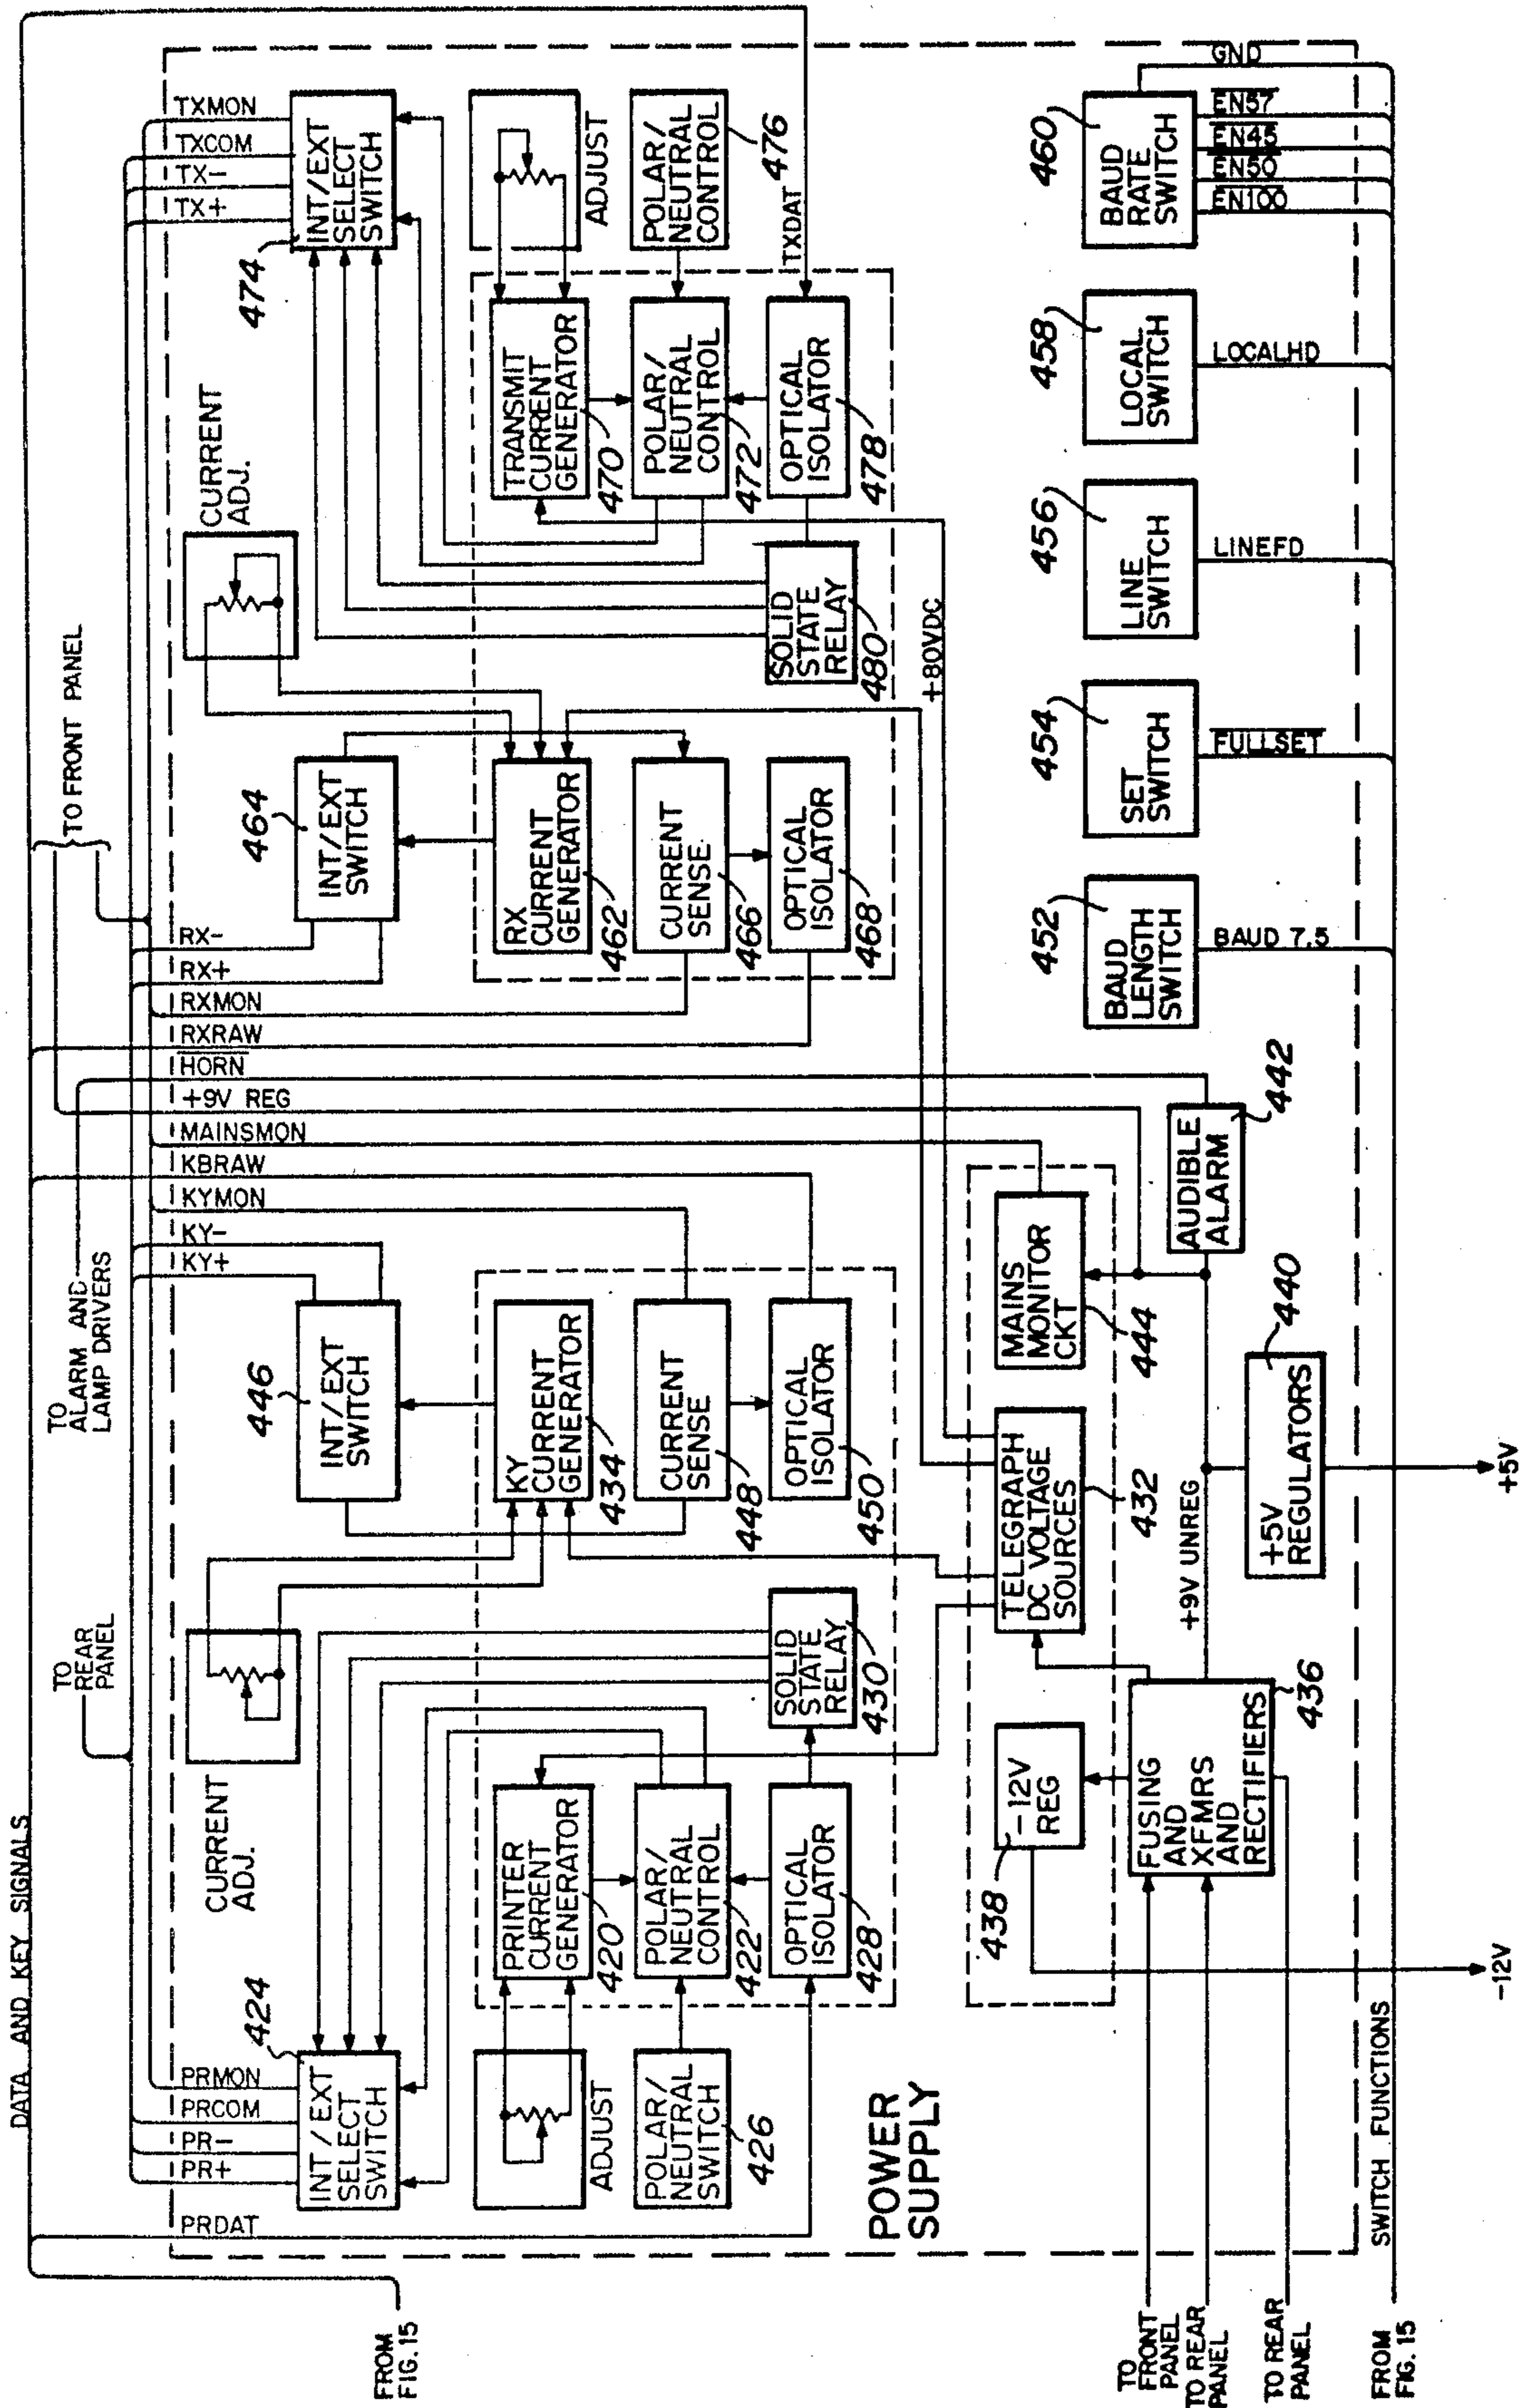 DATA AND KEY SIGNALS
TO
REAR
PANEL
TO
ALARM AND
LAMP DRIVERS
TO FRONT PANEL
FROM
FIG. 15
PRDAT
PR+
PR-
PRCOM
PRMON
KY+
KY-
KYMON
KBRAW
MAINSMON
+9V REG
HORN
RXRAW
RXMON
RX+
RX-
TX+
TX-
TXCOM
TXMON
424
INT/EXT
SELECT
SWITCH
CURRENT
ADJ.
446
INT/EXT
SWITCH
464
INT/EXT
SWITCH
CURRENT
ADJ.
474
INT/EXT
SELECT
SWITCH
ADJUST
PRINTER
CURRENT
GENERATOR
420
KY
CURRENT
GENERATOR
434
RX
CURRENT
GENERATOR
462
TRANSMIT
CURRENT
GENERATOR
470
ADJUST
POLAR/
NEUTRAL
SWITCH
426
POLAR/
NEUTRAL
CONTROL
422
CURRENT
SENSE
448
CURRENT
SENSE
466
POLAR/
NEUTRAL
CONTROL
472
POLAR/
NEUTRAL
CONTROL
476
OPTICAL
ISOLATOR
428
SOLID
STATE
RELAY
430
OPTICAL
ISOLATOR
450
OPTICAL
ISOLATOR
468
SOLID
STATE
RELAY
480
OPTICAL
ISOLATOR
478
TXDAT
POWER
SUPPLY
+80VDC
438
-12V
REG
TELEGRAPH
DC VOLTAGE
SOURCES
432
MAINS
MONITOR
CKT
444
FUSING
AND
XFMRS
AND
RECTIFIERS
436
+9V UNREG
AUDIBLE
ALARM
442
+5V
REGULATORS
440
452
BAUD
LENGTH
SWITCH
454
SET
SWITCH
456
LINE
SWITCH
458
LOCAL
SWITCH
460
BAUD
RATE
SWITCH
BAUD 7.5
FULLSET
LINEFD
LOCALHD
EN100
EN50
EN45
EN57
GND
TO
FRONT
PANEL
TO REAR
PANEL
TO REAR
PANEL
SWITCH FUNCTIONS
FROM
FIG. 15
-12V
+5V